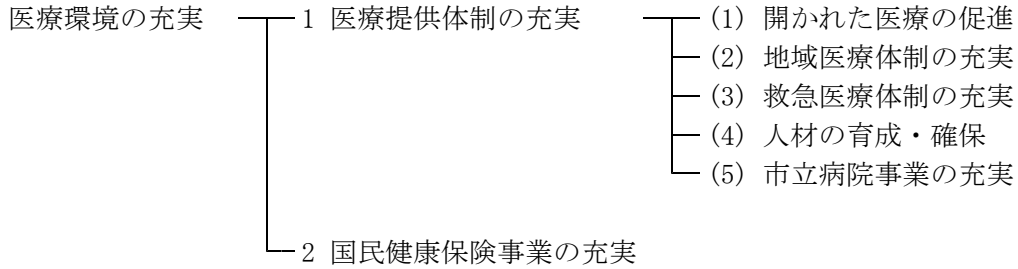 医療環境の充実 1 医療提供体制の充実 (1) 開かれた医療の促進
(2) 地域医療体制の充実
(3) 救急医療体制の充実
(4) 人材の育成・確保
(5) 市立病院事業の充実
2 国民健康保険事業の充実